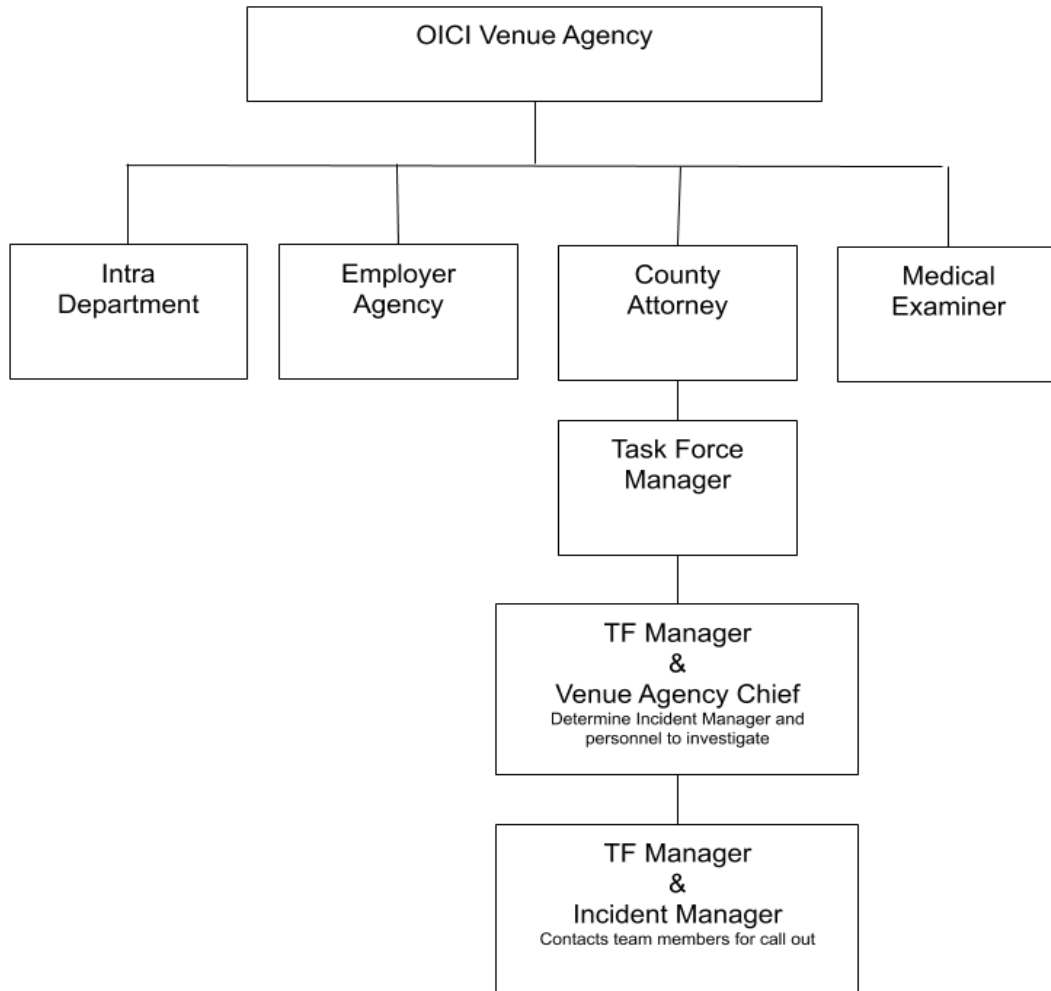 OICI Venue Agency
Intra
Department
Employer
Agency
County
Attorney
Medical
Examiner
Task Force
Manager
TF Manager
&
Venue Agency Chief
Determine Incident Manager and
personnel to investigate
TF Manager
&
Incident Manager
Contacts team members for call out